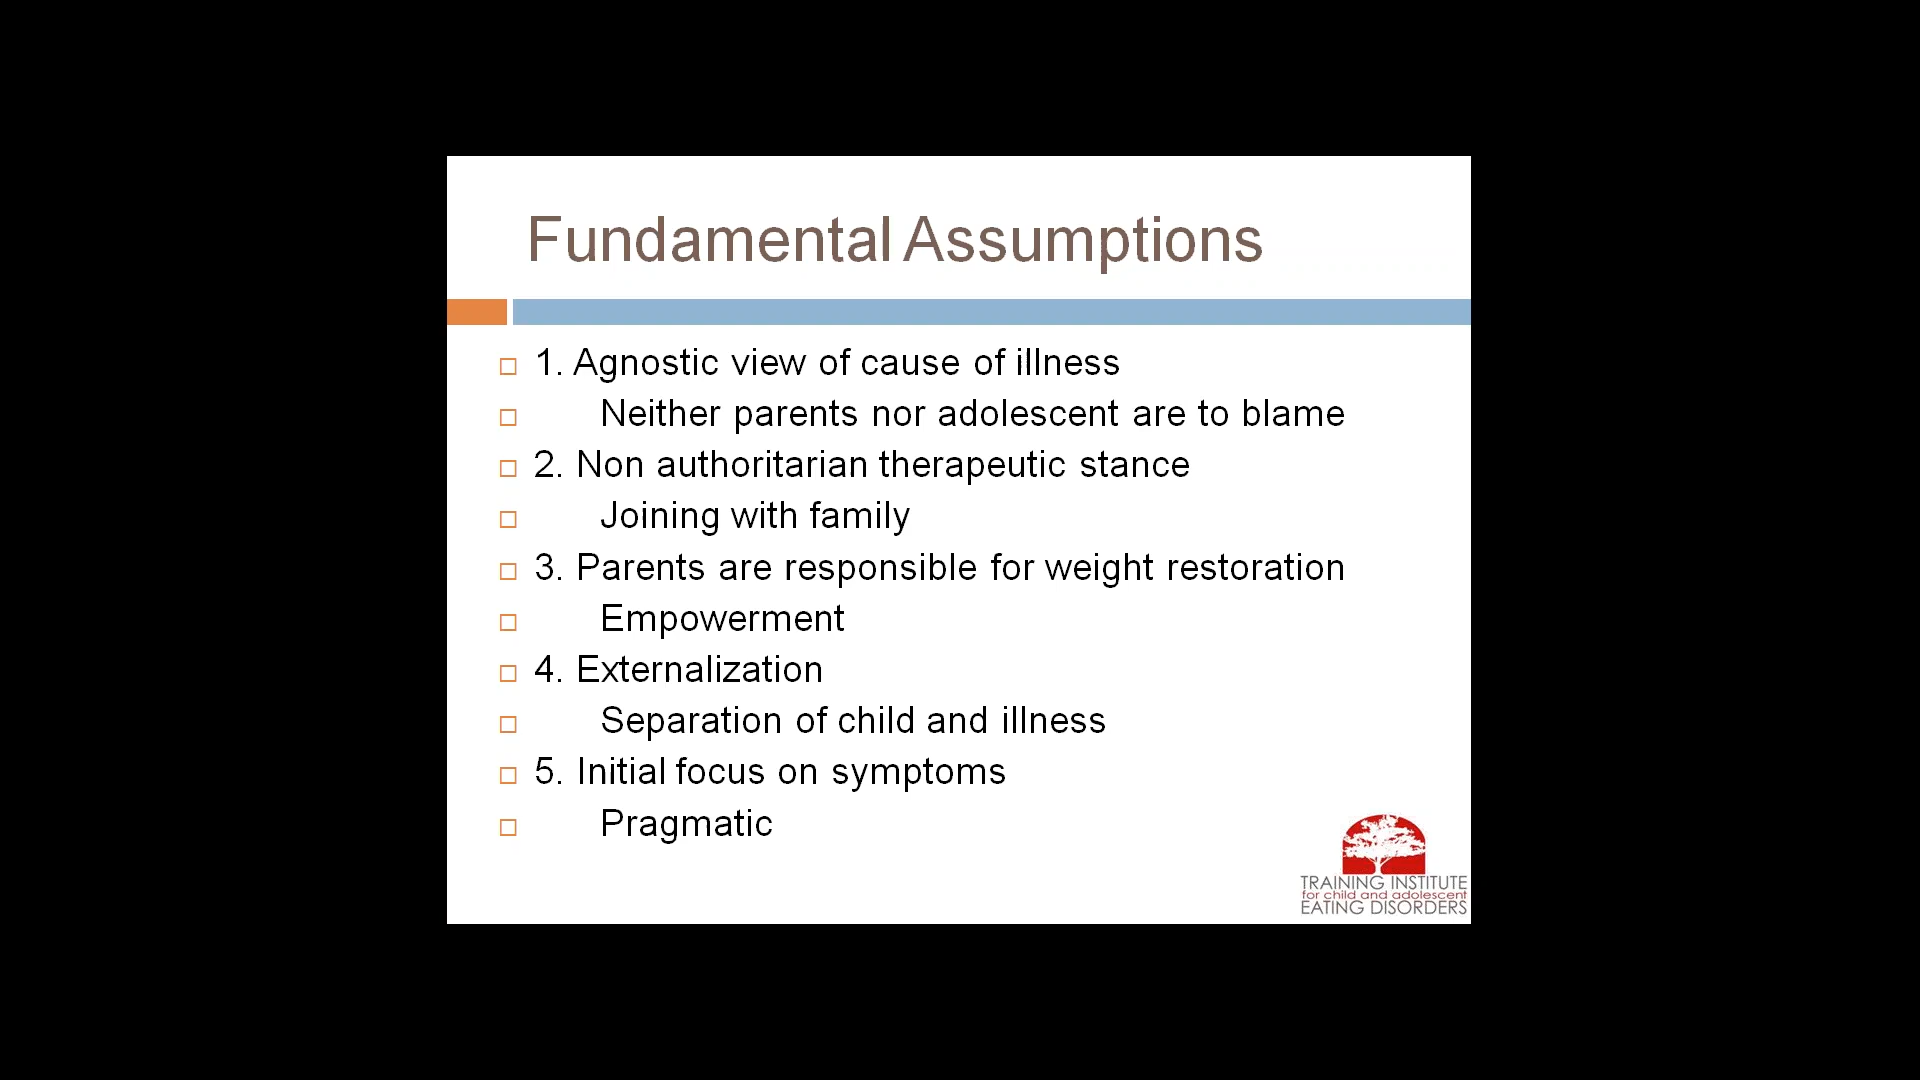 Fundamental Assumptions
1. Agnostic view of cause of illness
Neither parents nor adolescent are to blame
2. Non authoritarian therapeutic stance
Joining with family
3. Parents are responsible for weight restoration
Empowerment
4. Externalization
Separation of child and illness
5. Initial focus on symptoms
Pragmatic
TRAINING INSTITUTE
for child and adolescent
EATING DISORDERS